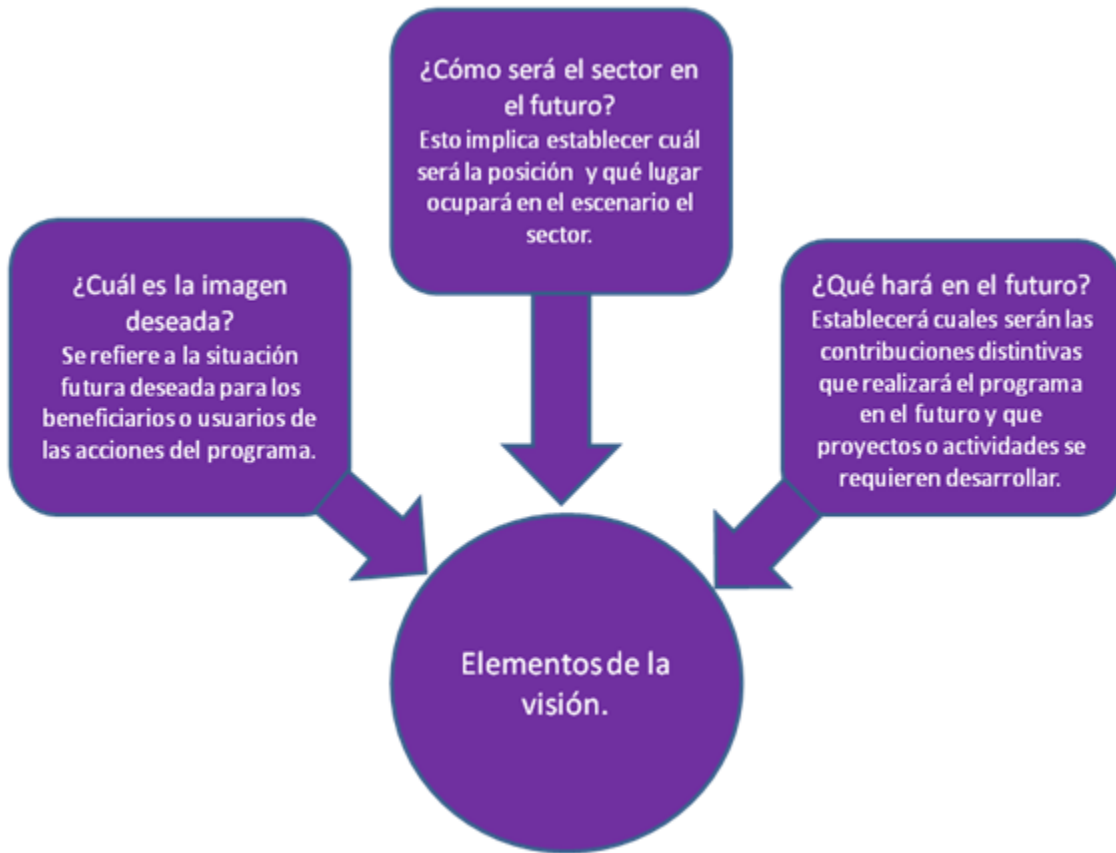 ¿Cómo será el sector en
el futuro?
Esto implica establecer cuál
será la posición y qué lugar
ocupará en el escenario el
sector.
¿Cuál es la imagen
deseada?
Se refiere a la situación
futura deseada para los
beneficiarios o usuarios de
las acciones del programa.
¿Qué hará en el futuro?
Establecerá cuales serán las
contribuciones distintivas
que realizará el programa
en el futuro y que
proyectos o actividades se
requieren desarrollar.
Elementos de la
visión.